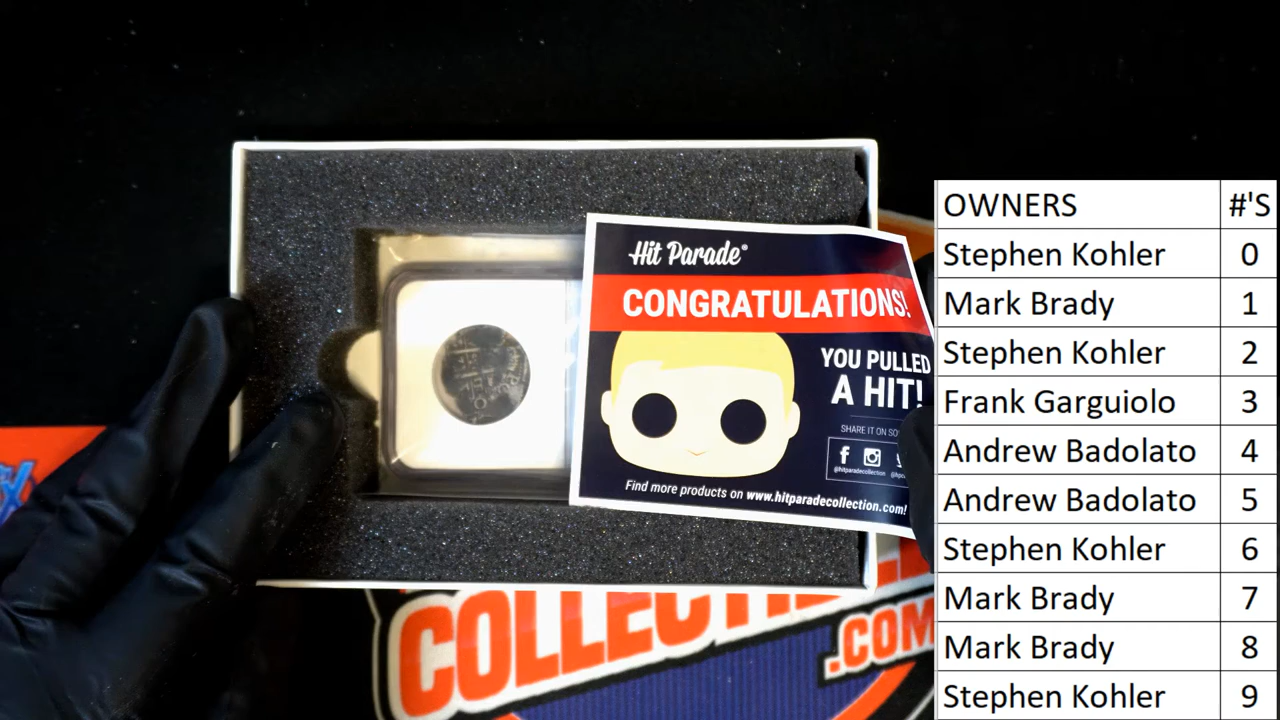 Hit Parade®
CONGRATULATIONS!
YOU PULLED
A HIT!
SHARE IT ON
@hitparadecollection
Find more products on www.hitparadecollection.com!
.COM
OWNERS #'S
Stephen Kohler 0
Mark Brady 1
Stephen Kohler 2
Frank Garguiolo 3
Andrew Badolato 4
Andrew Badolato 5
Stephen Kohler 6
Mark Brady 7
Mark Brady 8
Stephen Kohler 9